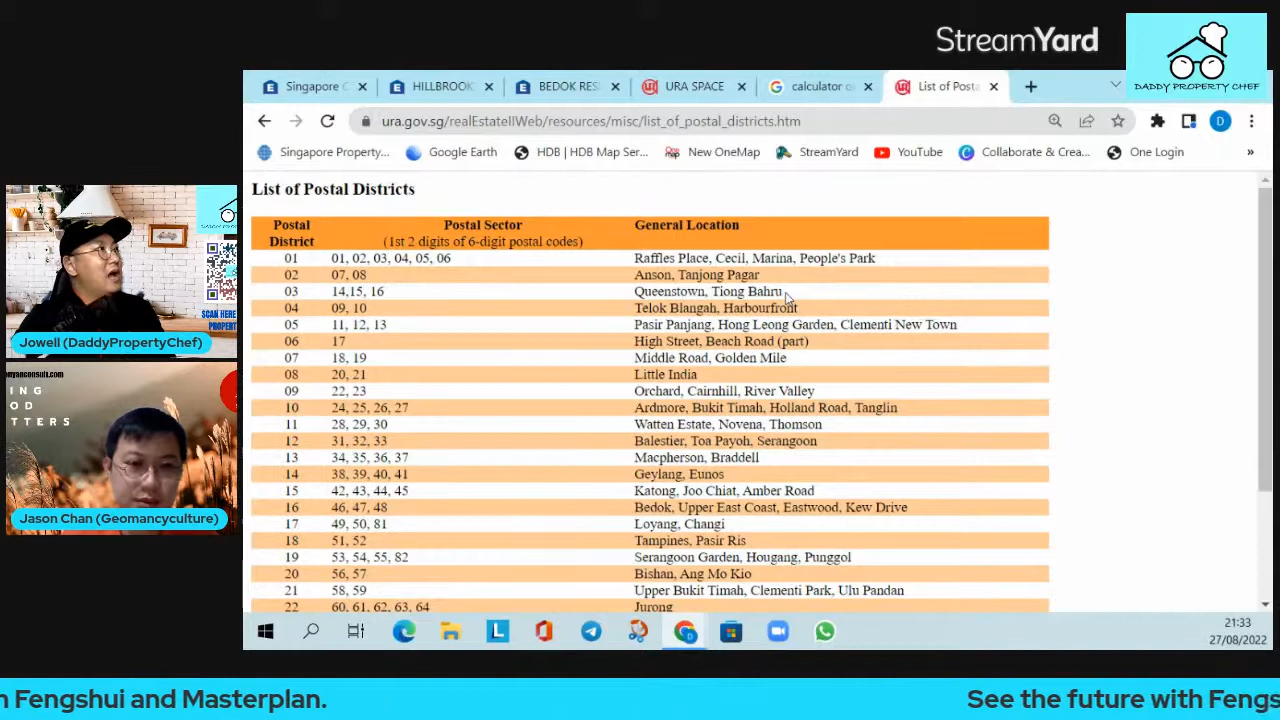 StreamYard
DADDY PROPERTY CHEF
HILLBROOK
BEDOK RES
URA SPACE
calculator
List of Posta
ura.gov.sg/realEstateIIWeb/resources/misc/list_of_postal_districts.htm
Singapore Property... Google Earth HDB | HDB Map Ser... New OneMap StreamYard YouTube Collaborate & Crea... One Login »
List of Postal Districts
Postal District Postal Sector (1st 2 digits of 6-digit postal codes) General Location
01 01, 02, 03, 04, 05, 06 Raffles Place, Cecil, Marina, People's Park
02 07, 08 Anson, Tanjong Pagar
03 14,15, 16 Queenstown, Tiong Bahru
04 09, 10 Telok Blangah, Harbourfront
05 11, 12, 13 Pasir Panjang, Hong Leong Garden, Clementi New Town
06 17 High Street, Beach Road (part)
07 18, 19 Middle Road, Golden Mile
08 20, 21 Little India
09 22, 23 Orchard, Cairnhill, River Valley
10 24, 25, 26, 27 Ardmore, Bukit Timah, Holland Road, Tanglin
11 28, 29, 30 Watten Estate, Novena, Thomson
12 31, 32, 33 Balestier, Toa Payoh, Serangoon
13 34, 35, 36, 37 Macpherson, Braddell
14 38, 39, 40, 41 Geylang, Eunos
15 42, 43, 44, 45 Katong, Joo Chiat, Amber Road
16 46, 47, 48 Bedok, Upper East Coast, Eastwood, Kew Drive
17 49, 50, 81 Loyang, Changi
18 51, 52 Tampines, Pasir Ris
19 53, 54, 55, 82 Serangoon Garden, Hougang, Punggol
20 56, 57 Bishan, Ang Mo Kio
21 58, 59 Upper Bukit Timah, Clementi Park, Ulu Pandan
22 60, 61, 62, 63, 64 Jurong
SCAN HERE
PROPERT
Jowell (DaddyPropertyChef)
onyanconsult.com
ING
OD
TTERS
Jason Chan (Geomancyculture)
21:33
27/08/2022
n Fengshui and Masterplan. See the future with Fengs